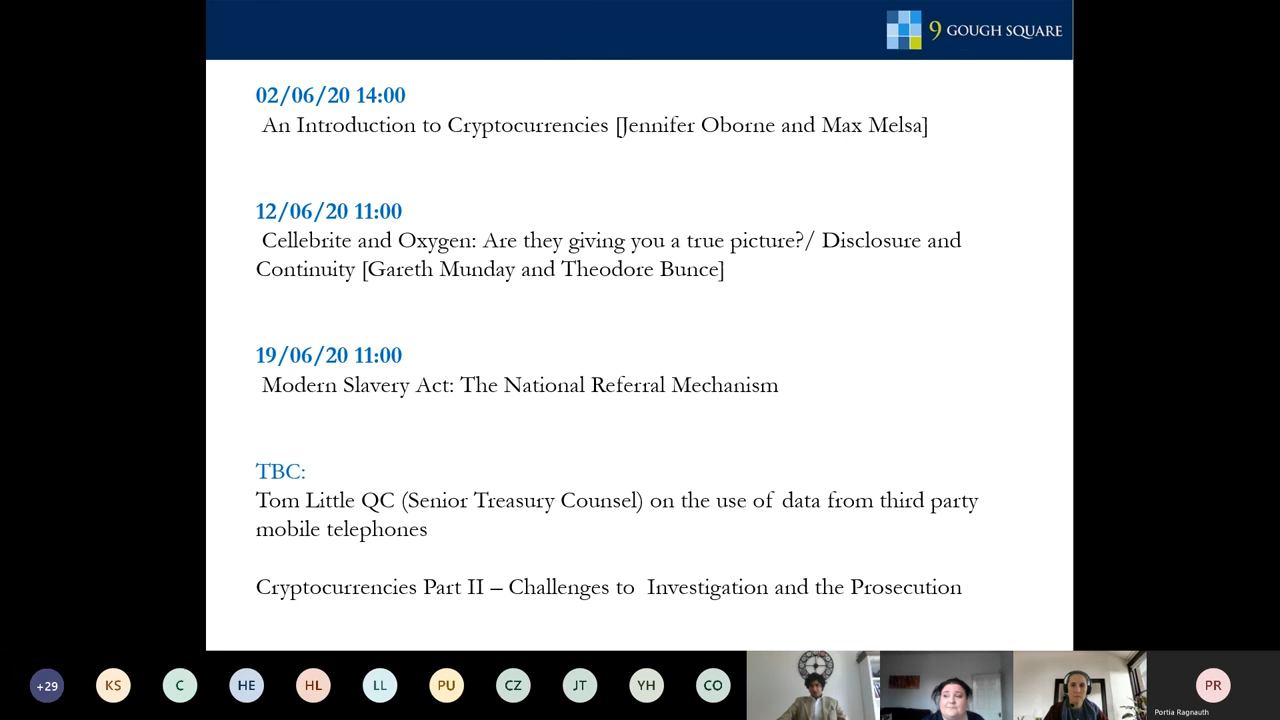 9 GOUGH SQUARE
02/06/20 14:00
An Introduction to Cryptocurrencies [Jennifer Oborne and Max Melsa]
12/06/20 11:00
Cellebrite and Oxygen: Are they giving you a true picture?/ Disclosure and
Continuity [Gareth Munday and Theodore Bunce]
19/06/20 11:00
Modern Slavery Act: The National Referral Mechanism
TBC:
Tom Little QC (Senior Treasury Counsel) on the use of data from third party
mobile telephones
Cryptocurrencies Part II – Challenges to Investigation and the Prosecution
+29 KS C HE HL LL PU CZ JT YH CO PR
Portia Ragnauth